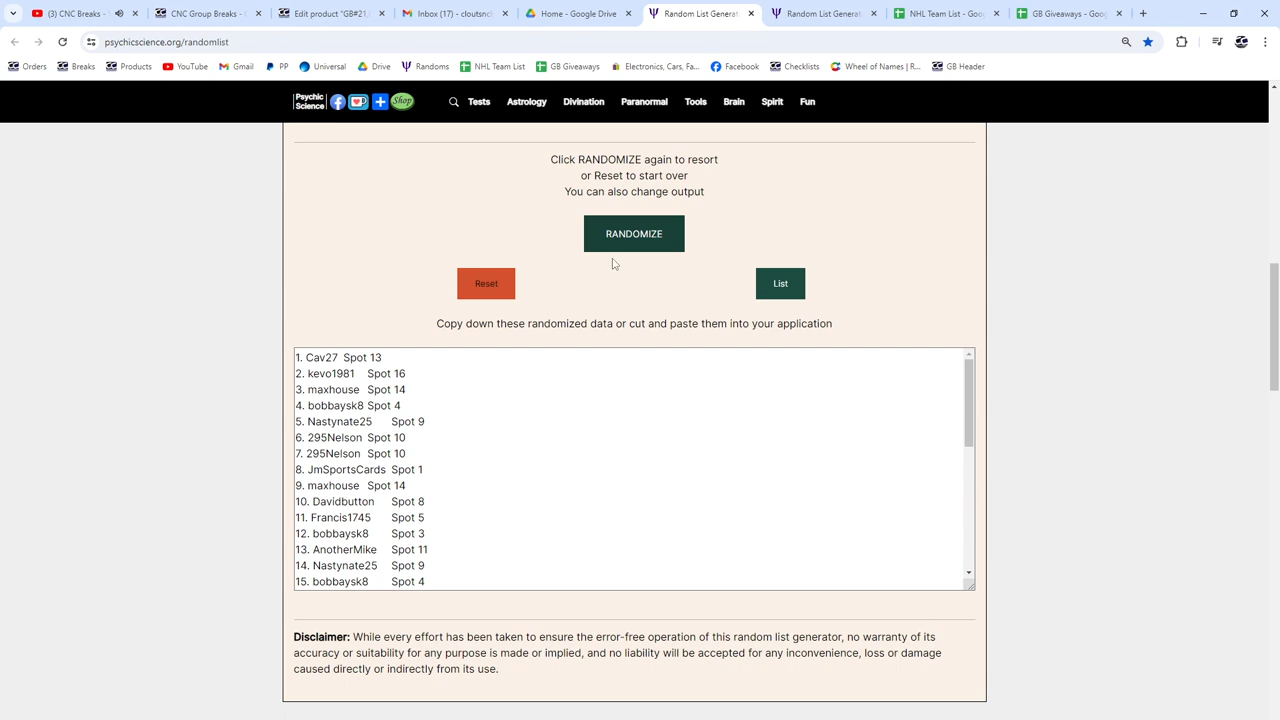 (3) CNC Breaks - YouTube
CNC Group Breaks - 
Edit product "GB#21,
Inbox (17) - cloutsnch
Home - Google Drive
Random List Generato
Random List Generato
NHL Team List - Goog
GB Giveaways - Goog
psychicscience.org/randomlist
Orders
Breaks
Products
YouTube
Gmail
PP
Universal
Drive
Randoms
NHL Team List
GB Giveaways
Electronics, Cars, Fa...
Facebook
Checklists
Wheel of Names | R...
GB Header
Psychic
Science
Shop
Tests
Astrology
Divination
Paranormal
Tools
Brain
Spirit
Fun
Click RANDOMIZE again to resort
or Reset to start over
You can also change output
RANDOMIZE
Reset
List
Copy down these randomized data or cut and paste them into your application
1. Cav27 Spot 13
2. kevo1981 Spot 16
3. maxhouse Spot 14
4. bobbaysk8 Spot 4
5. Nastynate25 Spot 9
6. 295Nelson Spot 10
7. 295Nelson Spot 10
8. JmSportsCards Spot 1
9. maxhouse Spot 14
10. Davidbutton Spot 8
11. Francis1745 Spot 5
12. bobbaysk8 Spot 3
13. AnotherMike Spot 11
14. Nastynate25 Spot 9
15. bobbaysk8 Spot 4
Disclaimer: While every effort has been taken to ensure the error-free operation of this random list generator, no warranty of its
accuracy or suitability for any purpose is made or implied, and no liability will be accepted for any inconvenience, loss or damage
caused directly or indirectly from its use.